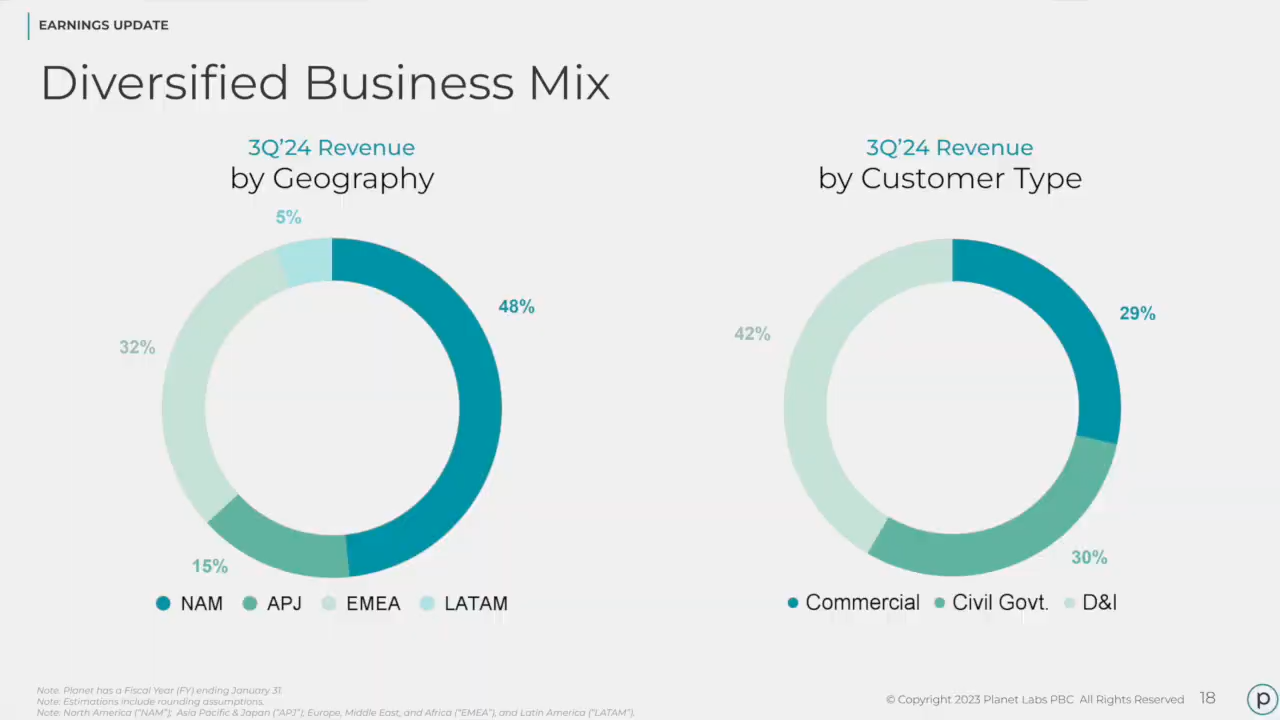 EARNINGS UPDATE
Diversified Business Mix
3Q'24 Revenue
by Geography
5%
48%
32%
15%
NAM APJ EMEA LATAM
3Q'24 Revenue
by Customer Type
29%
42%
30%
Commercial Civil Govt. D&I
Note: Planet has a Fiscal Year (FY) ending January 31.
Note: Estimations include rounding assumptions.
Note: North America ("NAM"); Asia Pacific & Japan ("APJ"); Europe, Middle East, and Africa ("EMEA"), and Latin America ("LATAM").
© Copyright 2023 Planet Labs PBC All Rights Reserved 18
p